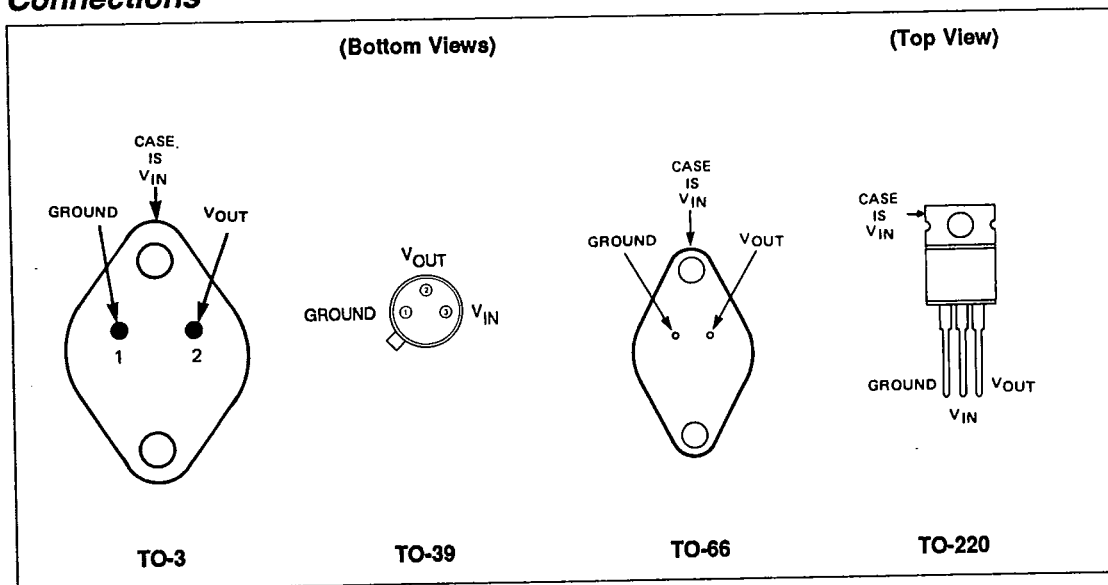 Connections
(Bottom Views)
(Top View)
CASE
IS
VIN
GROUND
VOUT
1
2
TO-3
VOUT
GROUND
VIN
1
2
3
TO-39
CASE
IS
VIN
GROUND
VOUT
TO-66
CASE
IS
VIN
GROUND
VOUT
VIN
TO-220